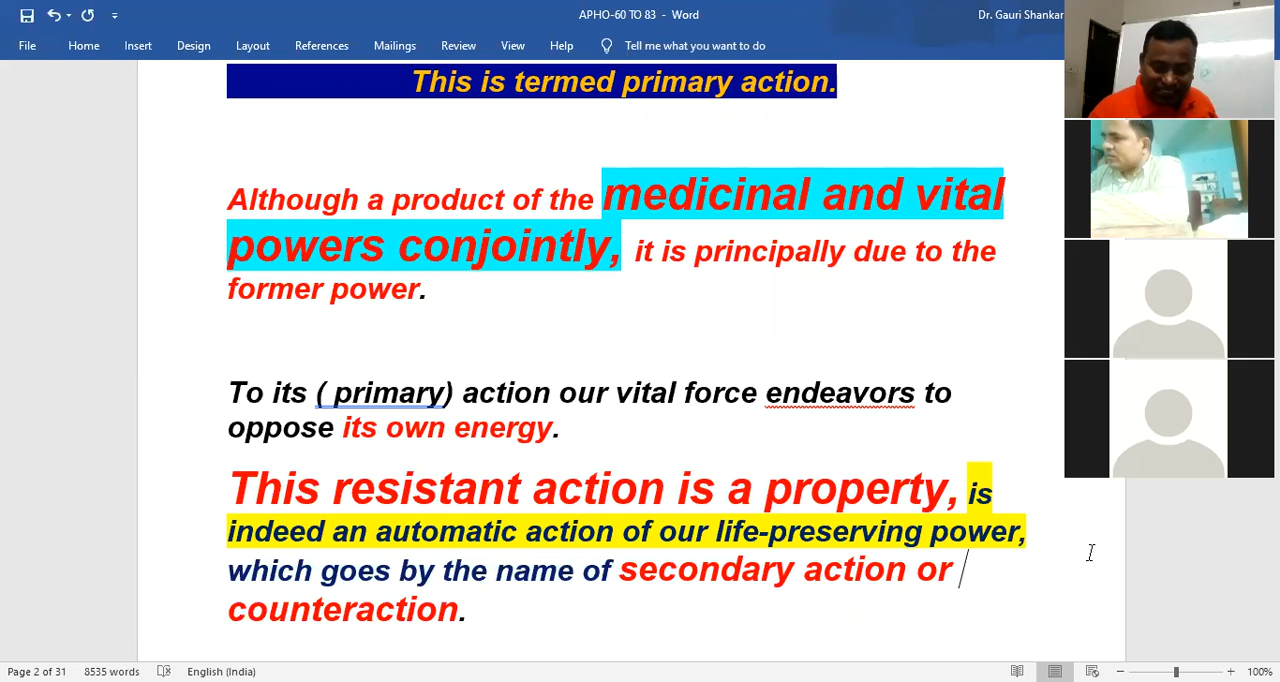 APHO-60 TO 83 - Word
Dr. Gauri Shankar
File Home Insert Design Layout References Mailings Review View Help Tell me what you want to do
This is termed primary action.
Although a product of the medicinal and vital
powers conjointly, it is principally due to the
former power.
To its ( primary) action our vital force endeavors to
oppose its own energy.
This resistant action is a property, is
indeed an automatic action of our life-preserving power,
which goes by the name of secondary action or
counteraction.
Page 2 of 31 8535 words English (India) 100%